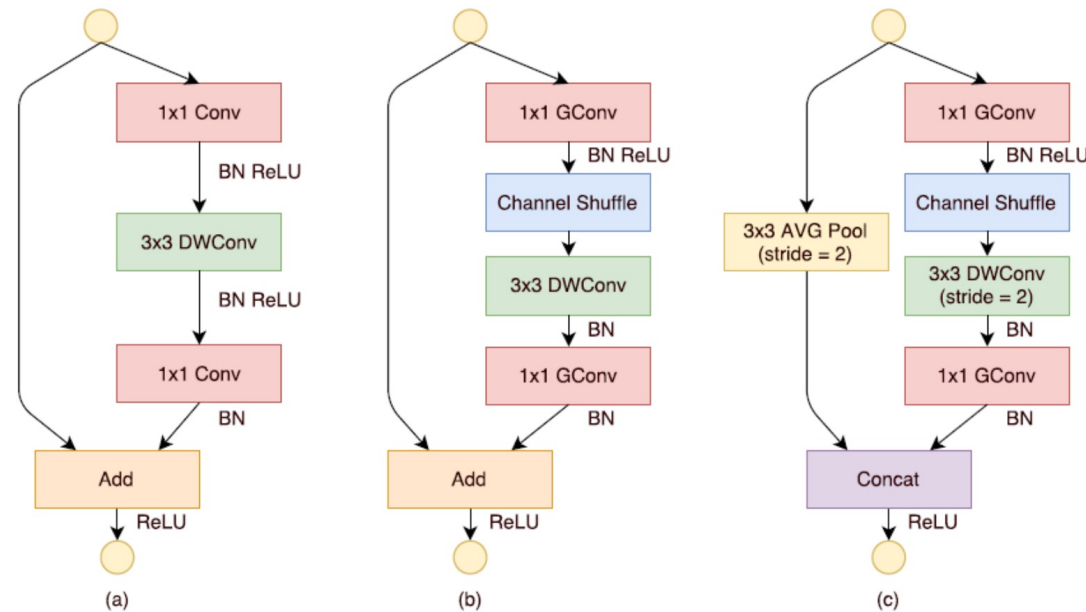 1x1 Conv
BN ReLU
3x3 DWConv
BN ReLU
1x1 Conv
BN
Add
ReLU
(a)
1x1 GConv
BN ReLU
Channel Shuffle
3x3 DWConv
BN
1x1 GConv
BN
Add
ReLU
(b)
3x3 AVG Pool
(stride = 2)
1x1 GConv
BN ReLU
Channel Shuffle
3x3 DWConv
(stride = 2)
BN
1x1 GConv
BN
Concat
ReLU
(c)